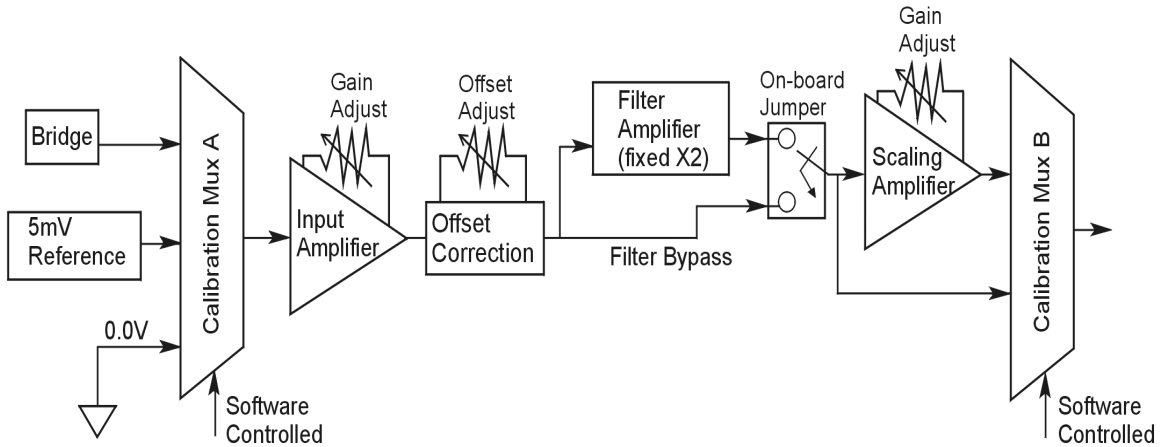 Bridge
5mV
Reference
0.0V
Calibration Mux A
Software
Controlled
Gain
Adjust
Input
Amplifier
Offset
Adjust
Offset
Correction
Filter
Amplifier
(fixed X2)
Filter Bypass
On-board
Jumper
Gain
Adjust
Scaling
Amplifier
Calibration Mux B
Software
Controlled